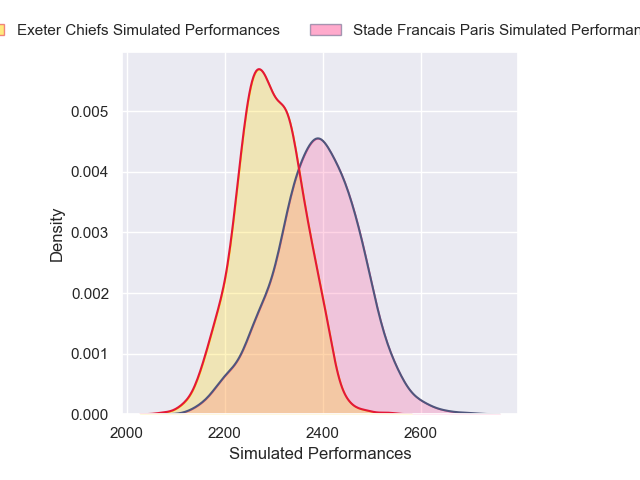 Exeter Chiefs Simulated Performances
Stade Francais Paris Simulated
0.005
0.004
0.003
0.002
0.001
0.000
Density
2000 2200 2400 2600
Simulated Performances